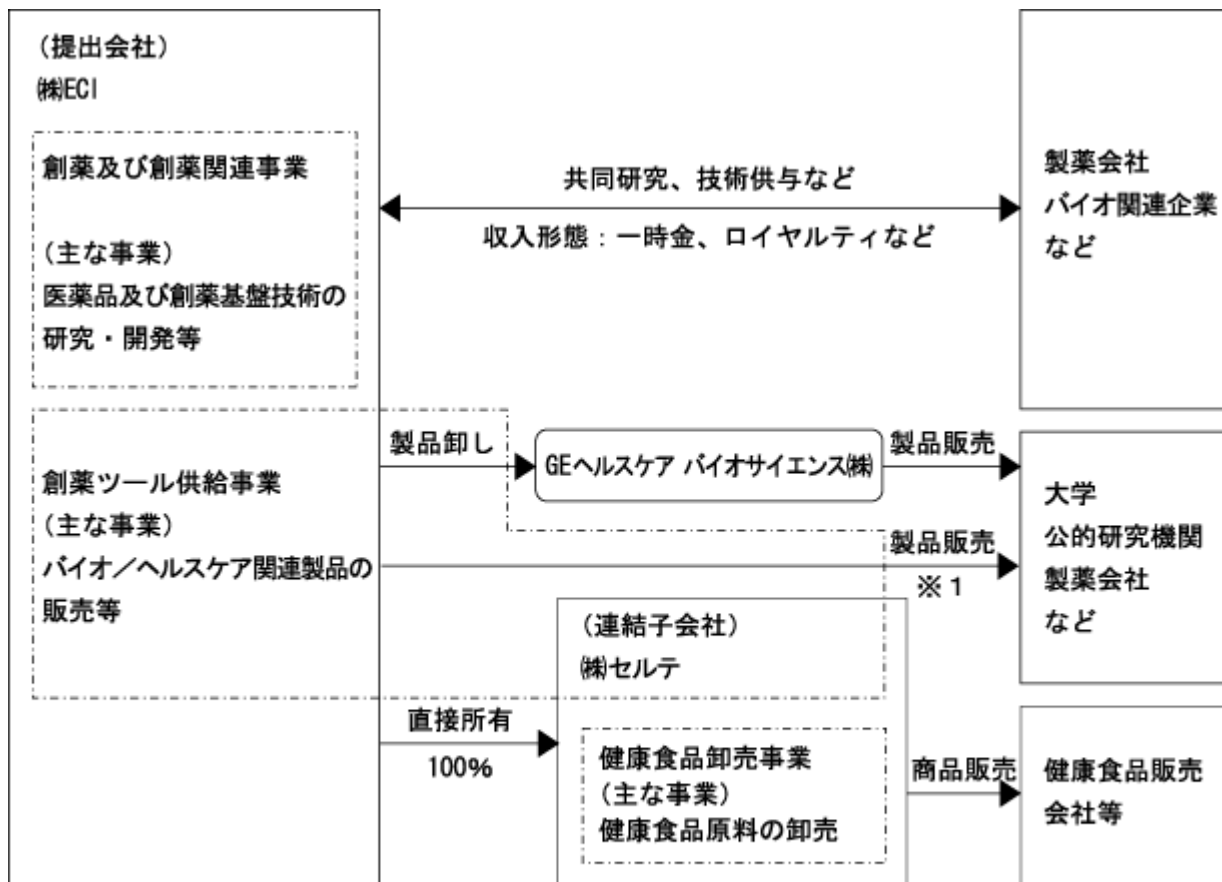 (提出会社)
㈱ECI
創薬及び創薬関連事業
(主な事業)
医薬品及び創薬基盤技術の
研究・開発等
共同研究、技術供与など
収入形態：一時金、ロイヤルティなど
製薬会社
バイオ関連企業
など
創薬ツール供給事業
(主な事業)
バイオ／ヘルスケア関連製品の
販売等
製品卸し
GEヘルスケア バイオサイエンス㈱
製品販売
製品販売
※１
大学
公的研究機関
製薬会社
など
直接所有
100%
(連結子会社)
㈱セルテ
健康食品卸売事業
(主な事業)
健康食品原料の卸売
商品販売
健康食品販売
会社等